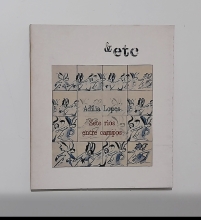 & etc
Adília Lopes
Sete rios
entre campos